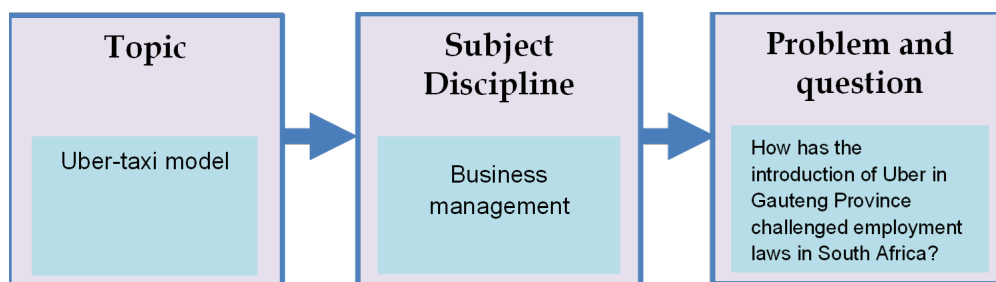 Topic
Uber-taxi model
Subject
Discipline
Business
management
Problem and
question
How has the
introduction of Uber in
Gauteng Province
challenged employment
laws in South Africa?